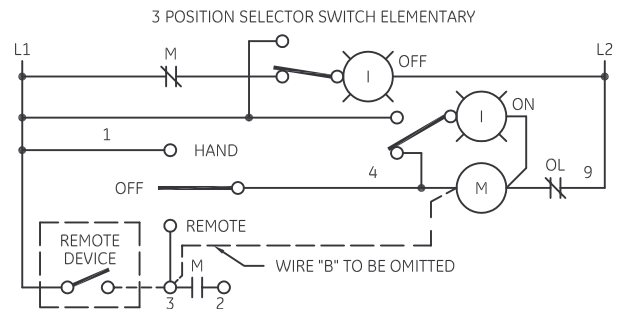 3 POSITION SELECTOR SWITCH ELEMENTARY
L1
L2
M
I
OFF
I
ON
1
HAND
4
OL
9
OFF
M
REMOTE
REMOTE
DEVICE
M
WIRE "B" TO BE OMITTED
3
2